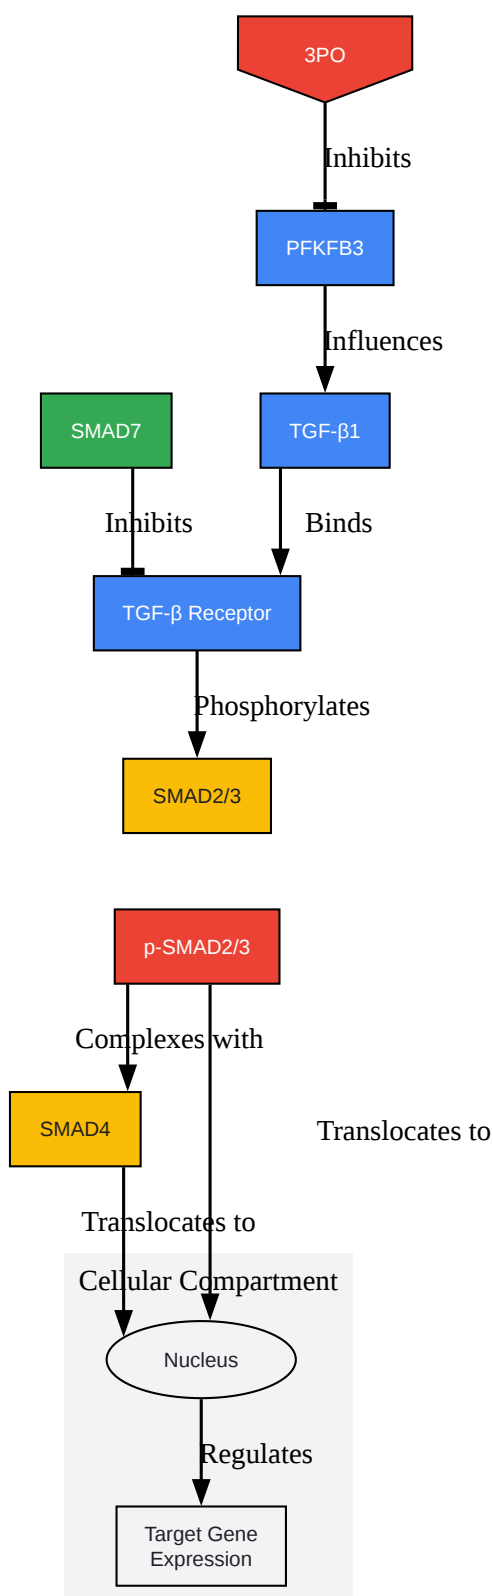 3PO
Inhibits
PFKFB3
Influences
SMAD7
TGF-β1
Inhibits
Binds
TGF-β Receptor
Phosphorylates
SMAD2/3
p-SMAD2/3
Complexes with
SMAD4
Translocates to
Translocates to
Cellular Compartment
Nucleus
Regulates
Target Gene
Expression